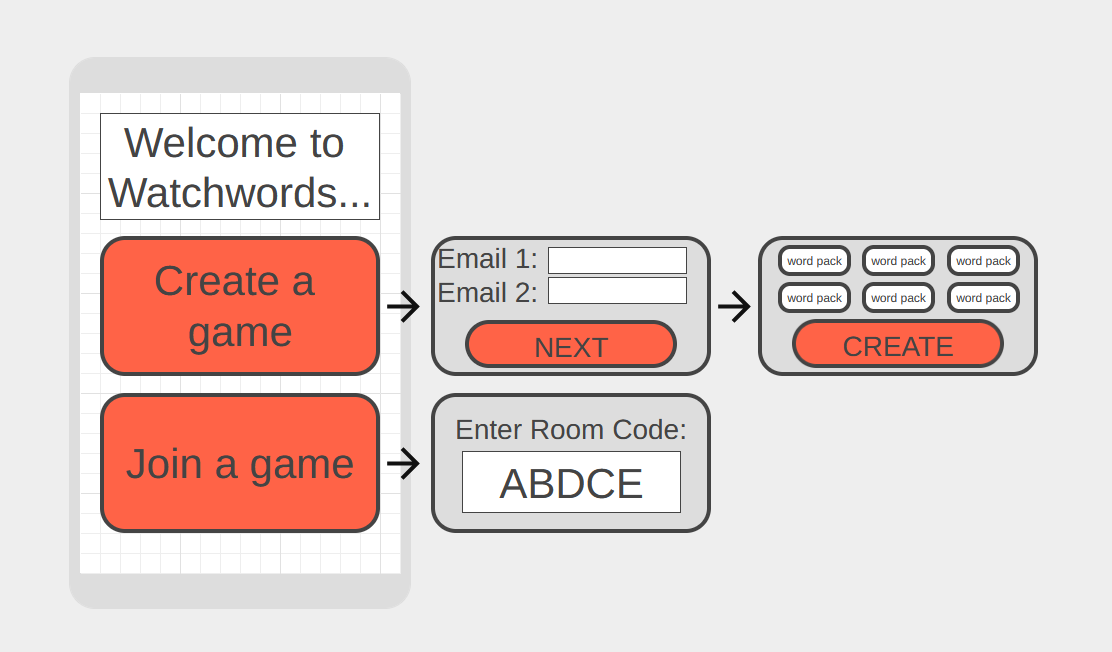 Welcome to
Watchwords...
Create a
game
Email 1:
Email 2:
NEXT
word pack word pack word pack
word pack word pack word pack
CREATE
Join a game
Enter Room Code:
ABDCE